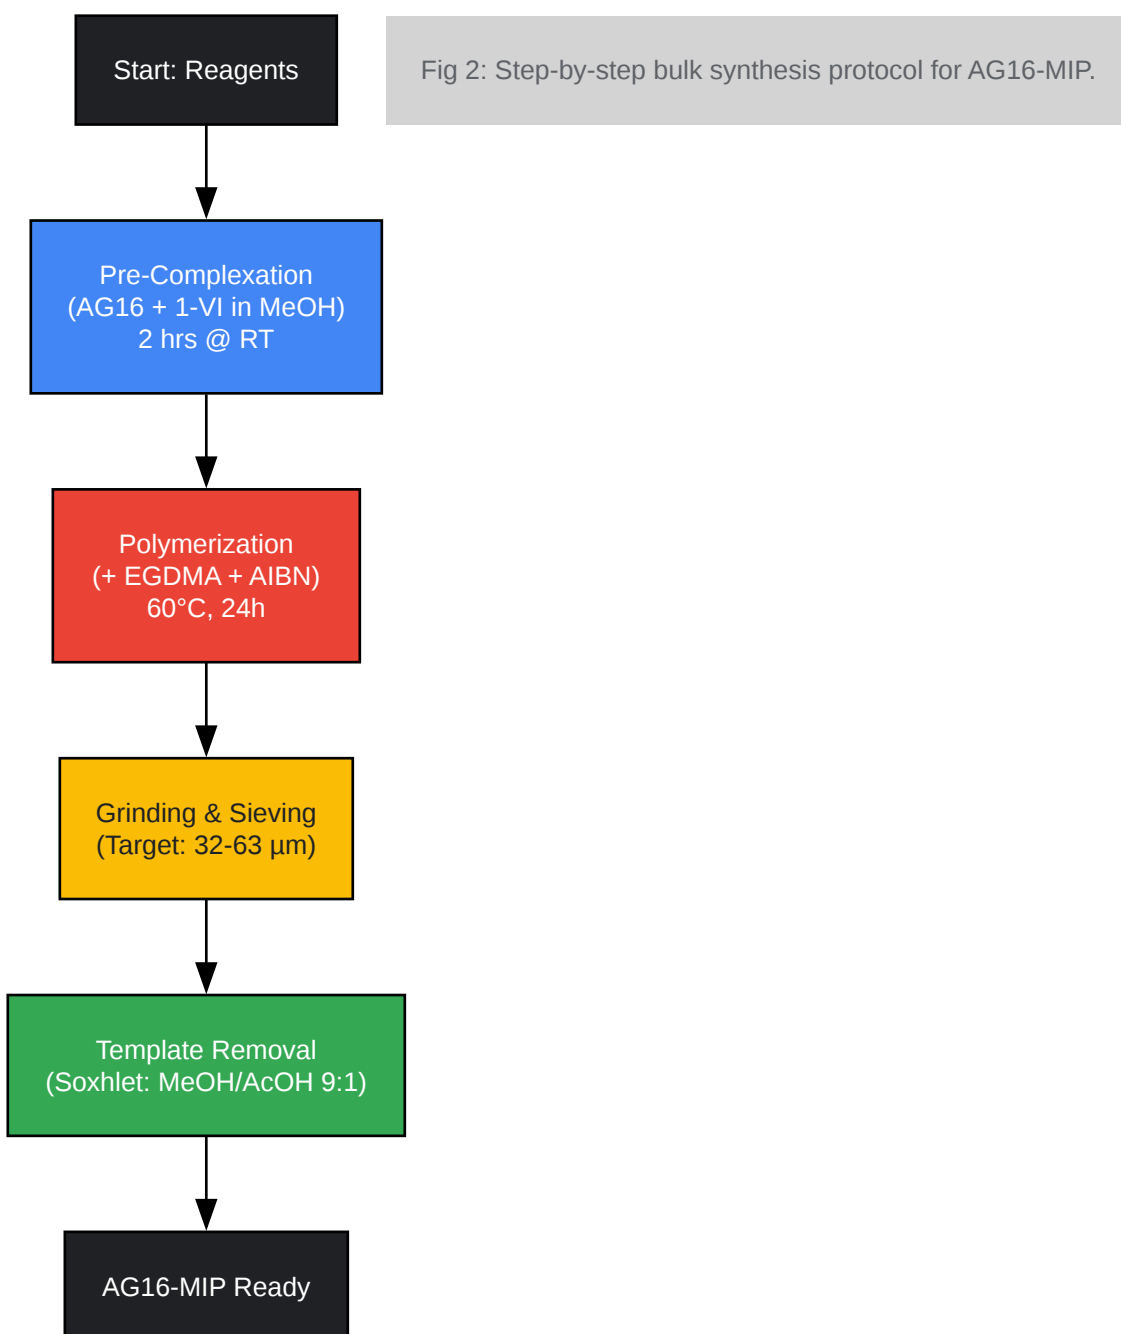 Start: Reagents
Fig 2: Step-by-step bulk synthesis protocol for AG16-MIP.
Pre-Complexation
(AG16 + 1-VI in MeOH)
2 hrs @ RT
Polymerization
(+ EGDMA + AIBN)
60°C, 24h
Grinding & Sieving
(Target: 32-63 µm)
Template Removal
(Soxhlet: MeOH/AcOH 9:1)
AG16-MIP Ready